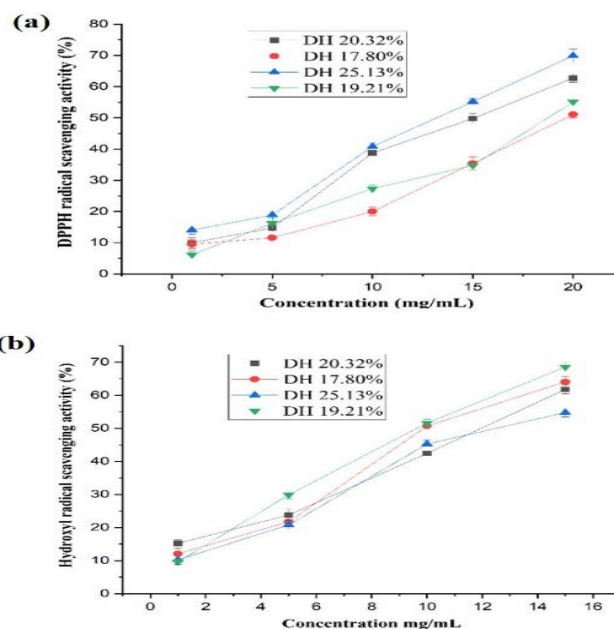 (a)
DH 20.32%
DH 17.80%
DH 25.13%
DH 19.21%
80
70
60
50
40
30
20
10
0
DPPH radical scavenging activity (%)
0
5
10
15
20
Concentration (mg/mL)
(b)
DH 20.32%
DH 17.80%
DH 25.13%
DH 19.21%
70
60
50
40
30
20
10
0
Hydroxyl radical scavenging activity (%)
0
2
4
6
8
10
12
14
16
Concentration mg/mL